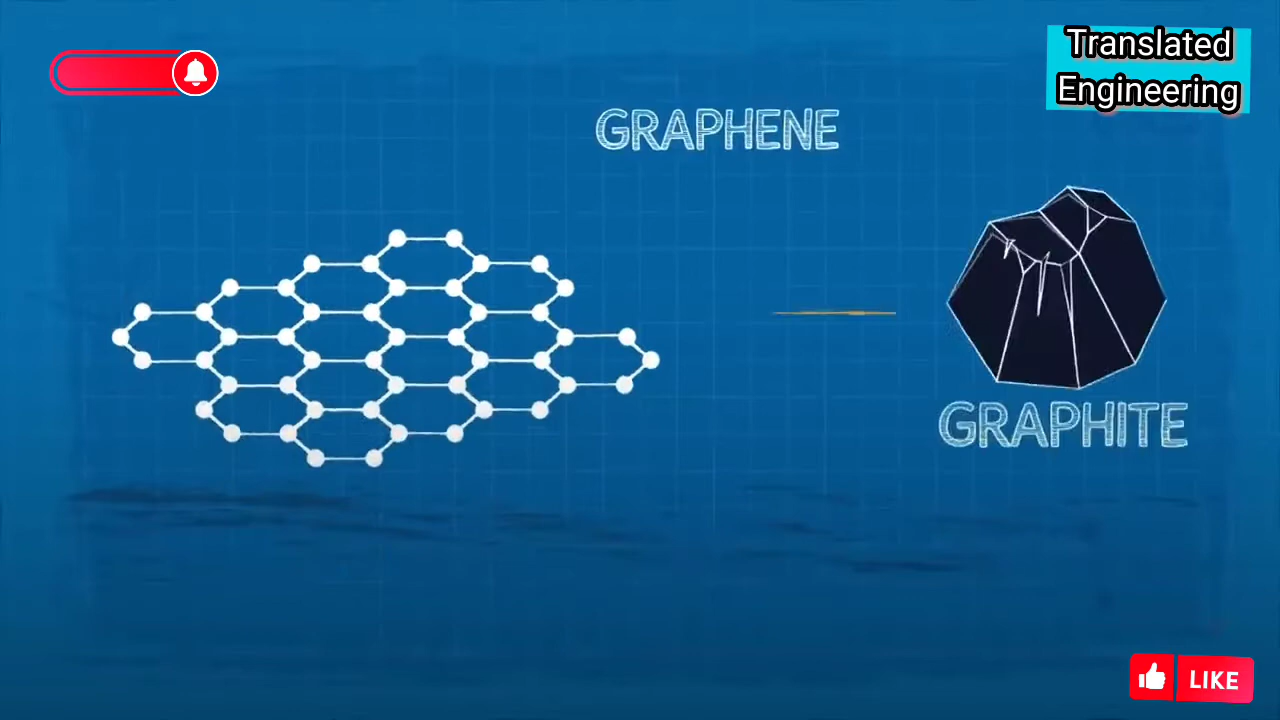 Translated
Engineering
GRAPHENE
GRAPHITE
LIKE